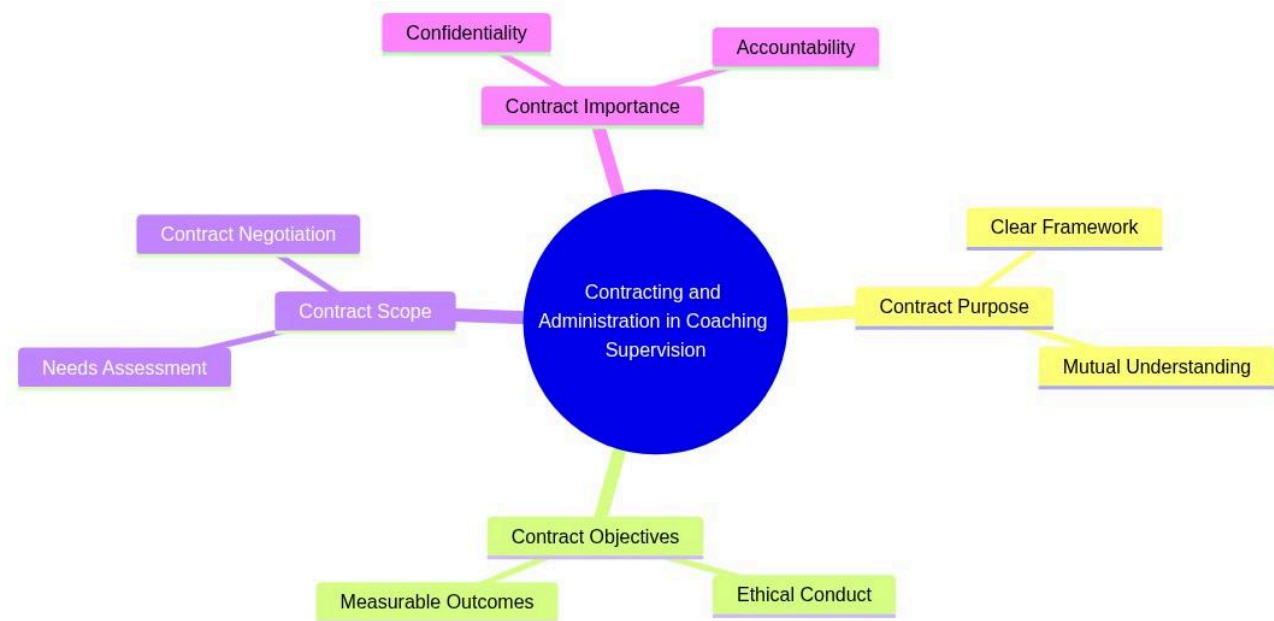 Confidentiality
Accountability
Contract Importance
Contract Negotiation
Clear Framework
Contract Scope
Contracting and
Administration in Coaching
Supervision
Contract Purpose
Needs Assessment
Mutual Understanding
Contract Objectives
Measurable Outcomes
Ethical Conduct